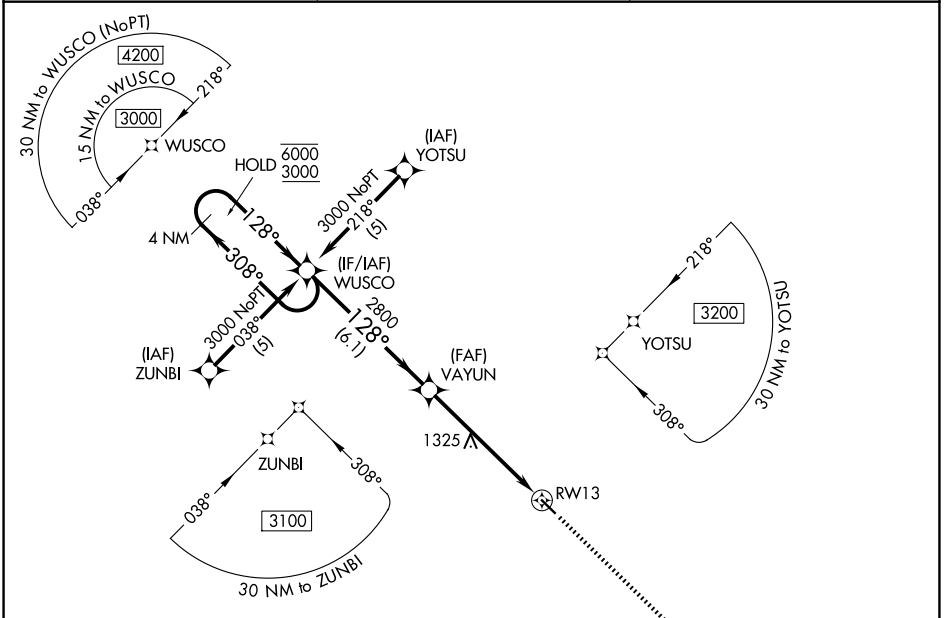 30 NM to WUSCO (NoPT)
4200
15 NM to WUSCO
3000
218°
WUSCO
038°
HOLD 6000
3000
(IAF)
YOTSU
3000 NoPT
218°
(5)
128°
4 NM
308°
(IF/IAF)
WUSCO
3000 NoPT
038°
(5)
(IAF)
ZUNBI
2800
128°
(6.1)
(FAF)
VAYUN
1325
RW13
218°
3200
YOTSU
308°
30 NM to YOTSU
ZUNBI
038°
308°
3100
30 NM to ZUNBI